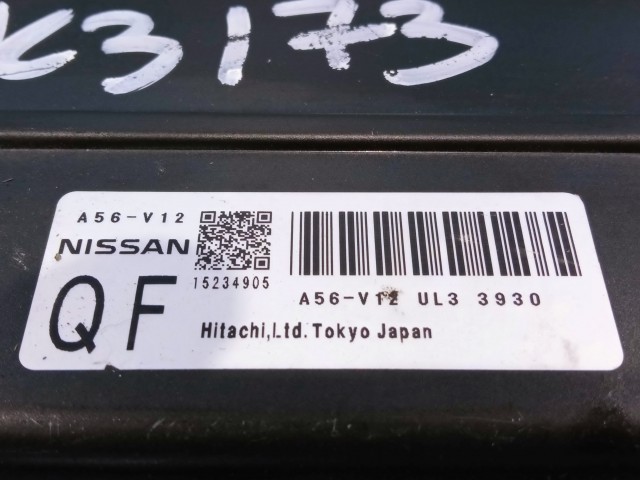 K3173
A56-V12
NISSAN
15234905
QF
A56-V12 UL3 3930
Hitachi,Ltd.Tokyo Japan